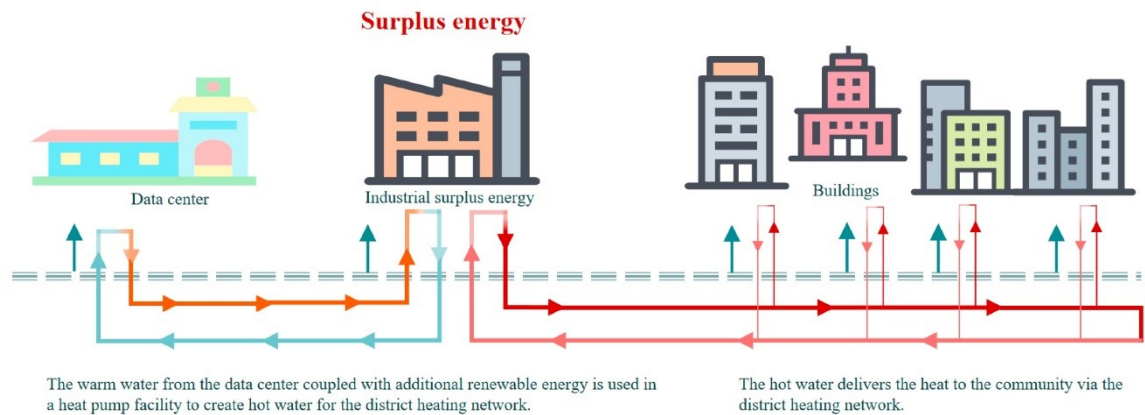 Surplus energy
Data center
Industrial surplus energy
Buildings
The warm water from the data center coupled with additional renewable energy is used in
a heat pump facility to create hot water for the district heating network.
The hot water delivers the heat to the community via the
district heating network.